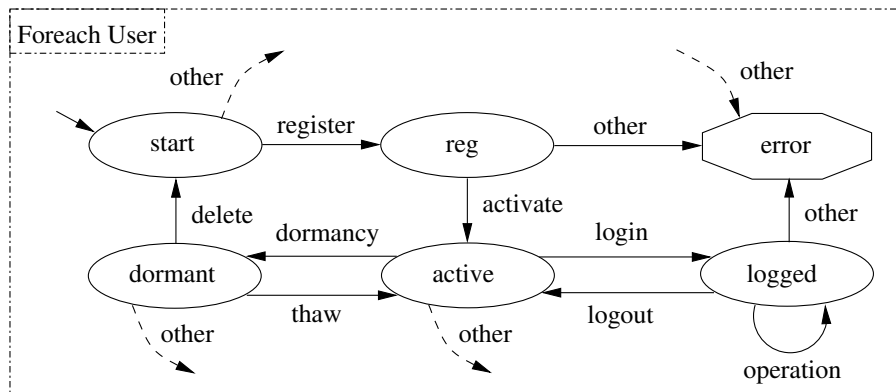 Foreach User
other
other
start
register
reg
other
error
delete
activate
other
dormancy
login
dormant
active
logged
thaw
logout
other
other
operation